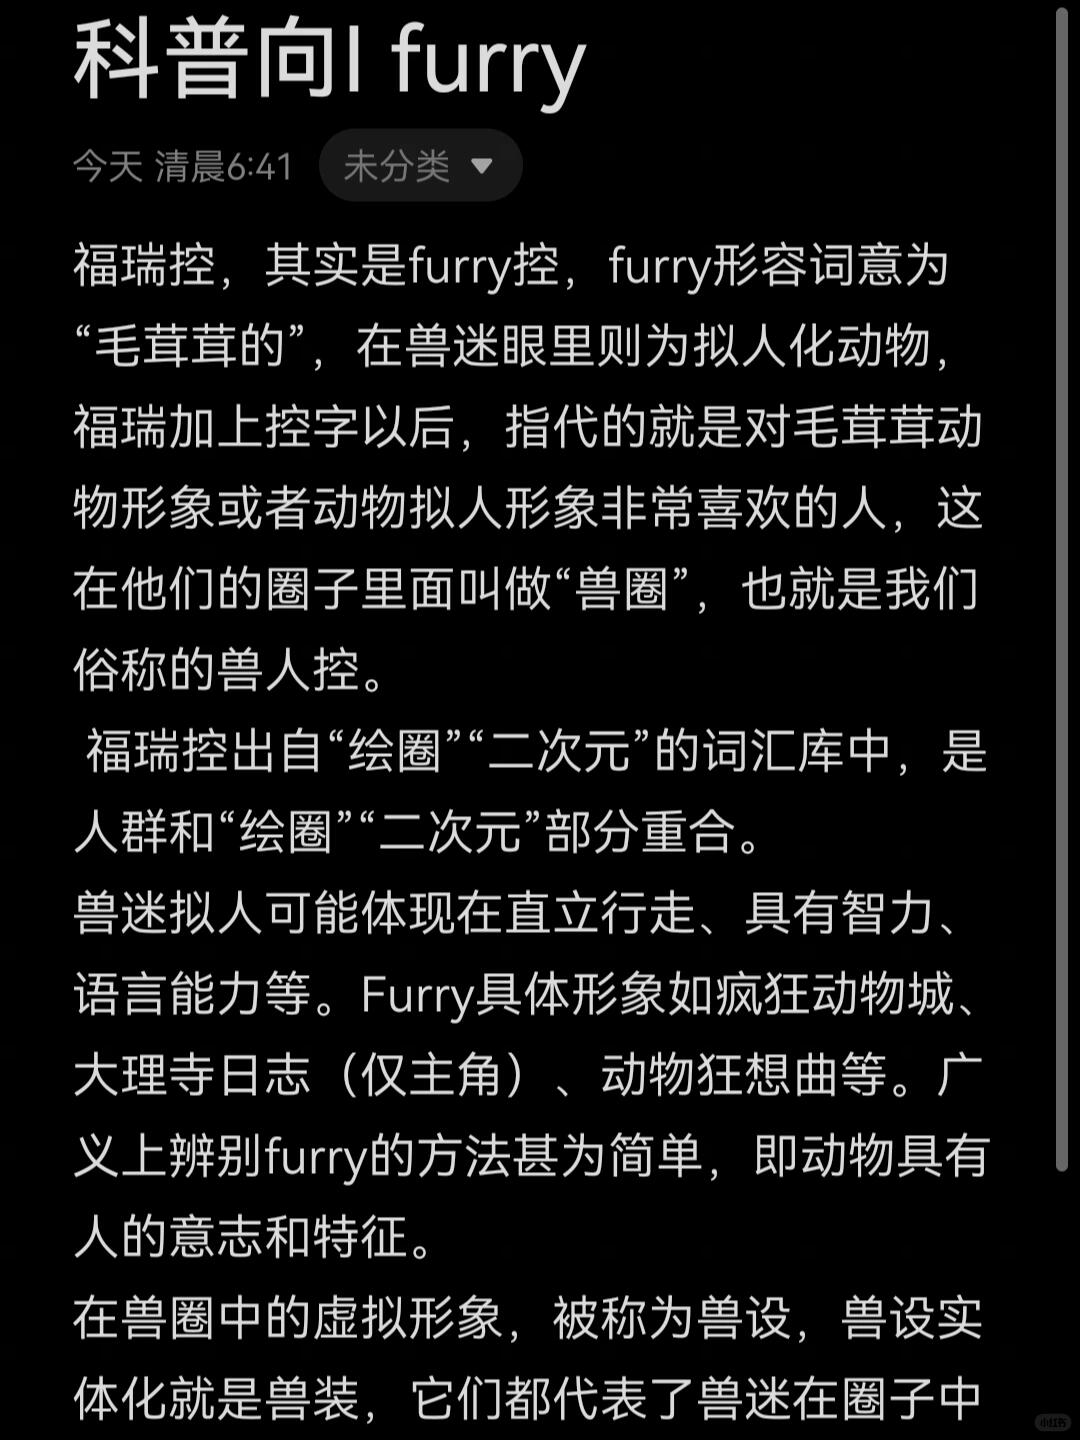 科普向l furry
今天 清晨6:41 未分类
福瑞控，其实是furry控，furry形容词意为
“毛茸茸的”，在兽迷眼里则为拟人化动物，
福瑞加上控字以后，指代的就是对毛茸茸动
物形象或者动物拟人形象非常喜欢的人，这
在他们的圈子里面叫做“兽圈”，也就是我们
俗称的兽人控。
福瑞控出自“绘圈”“二次元”的词汇库中，是
人群和“绘圈”“二次元”部分重合。
兽迷拟人可能体现在直立行走、具有智力、
语言能力等。Furry具体形象如疯狂动物城、
大理寺日志（仅主角）、动物狂想曲等。广
义上辨别furry的方法甚为简单，即动物具有
人的意志和特征。
在兽圈中的虚拟形象，被称为兽设，兽设实
体化就是兽装，它们都代表了兽迷在圈子中
小红书